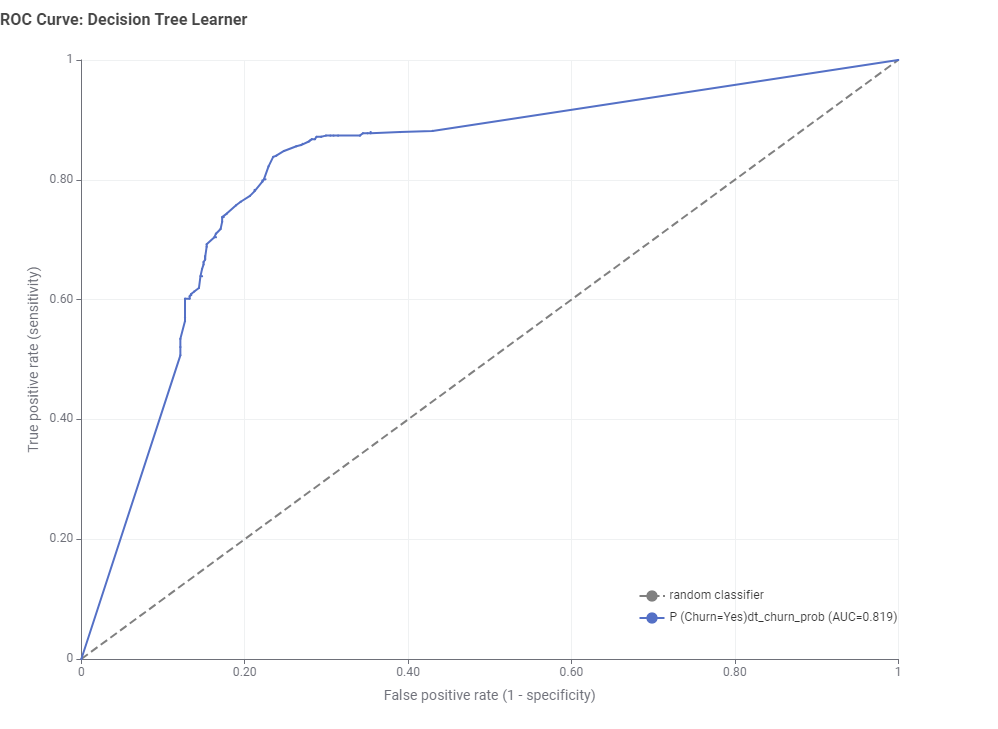 ROC Curve: Decision Tree Learner
1
0.80
0.60
0.40
0.20
0
True positive rate (sensitivity)
0
0.20
0.40
0.60
0.80
1
False positive rate (1 - specificity)
random classifier
P (Churn=Yes)dt_churn_prob (AUC=0.819)